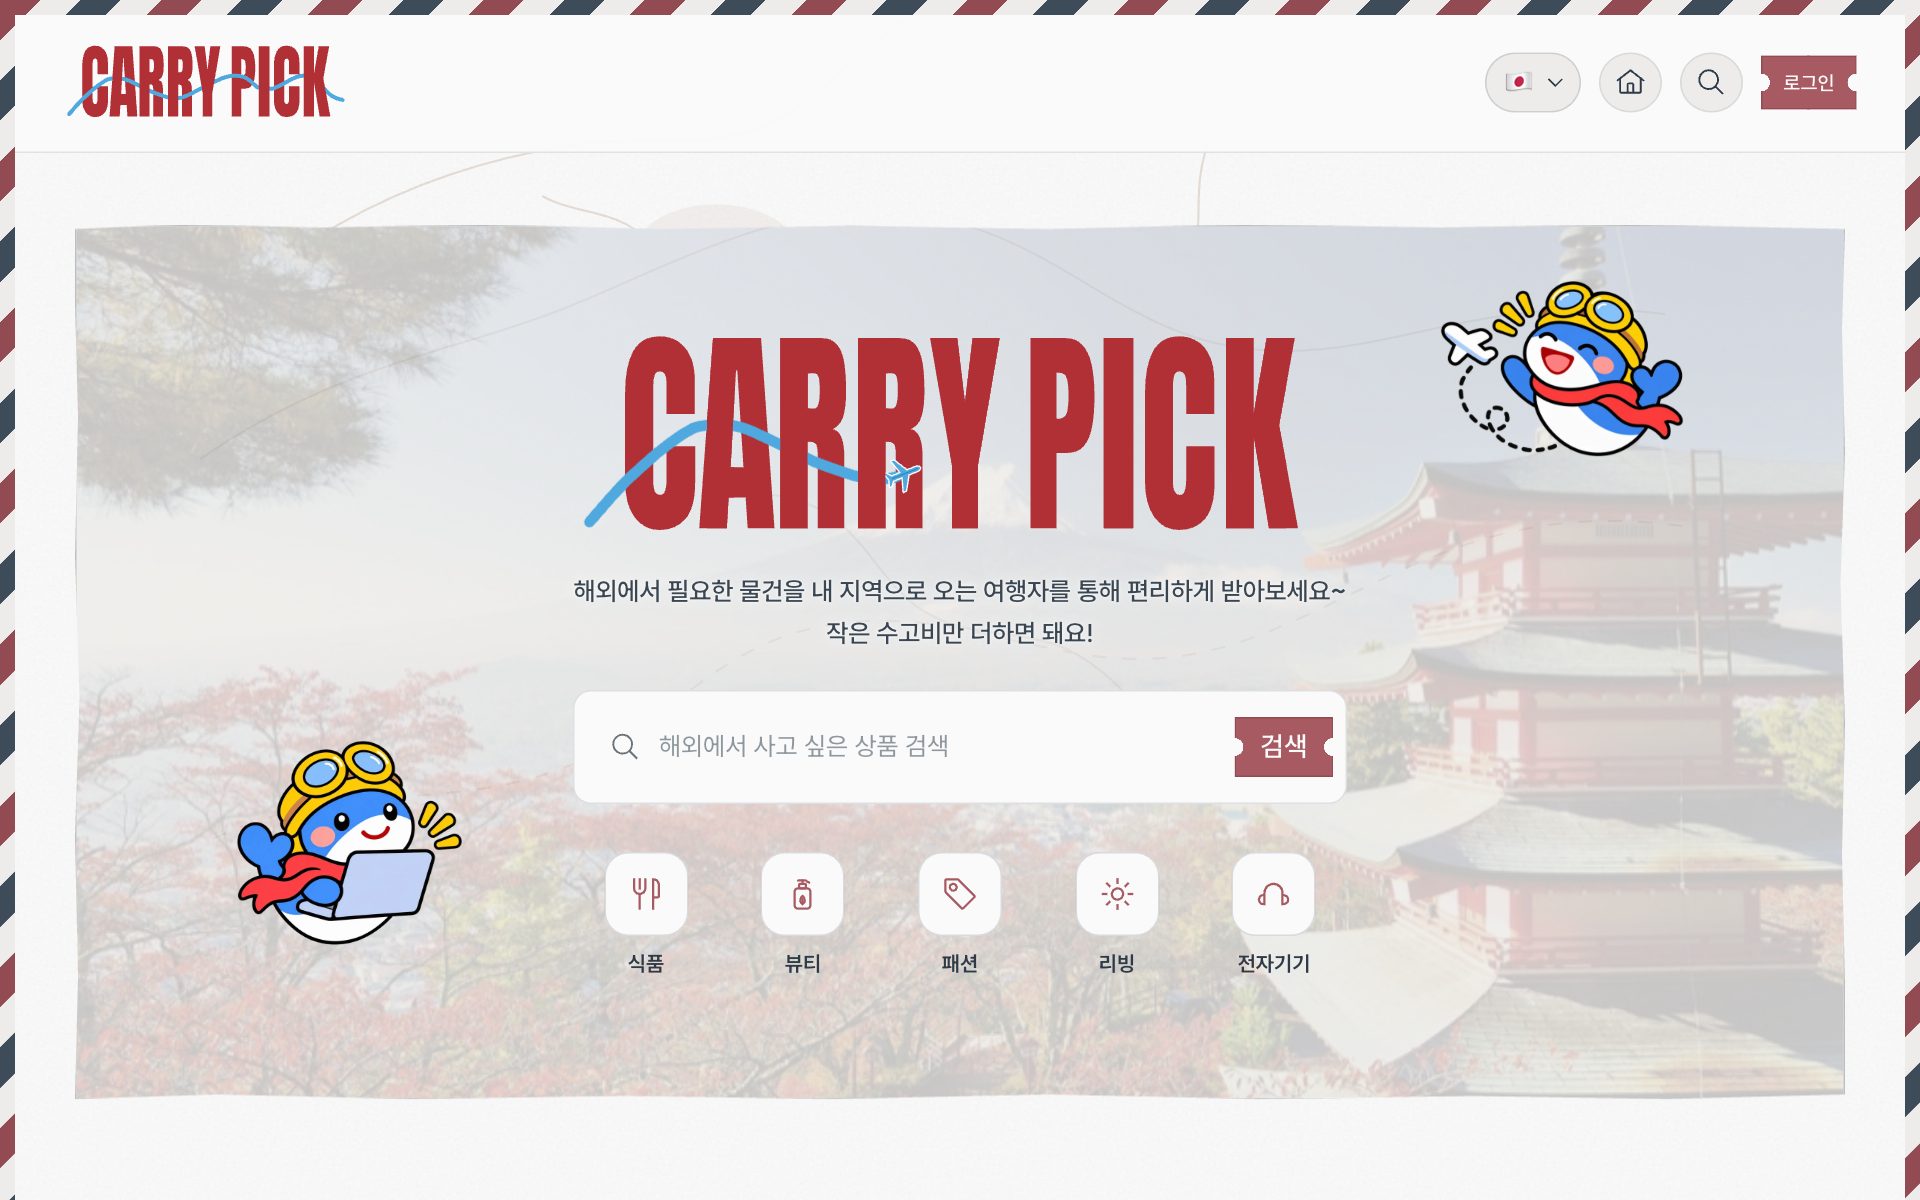 CARRY PICK
로그인
CARRY PICK
해외에서 필요한 물건을 내 지역으로 오는 여행자를 통해 편리하게 받아보세요~
작은 수고비만 더하면 돼요!
해외에서 사고 싶은 상품 검색
검색
식품
뷰티
패션
리빙
전자기기